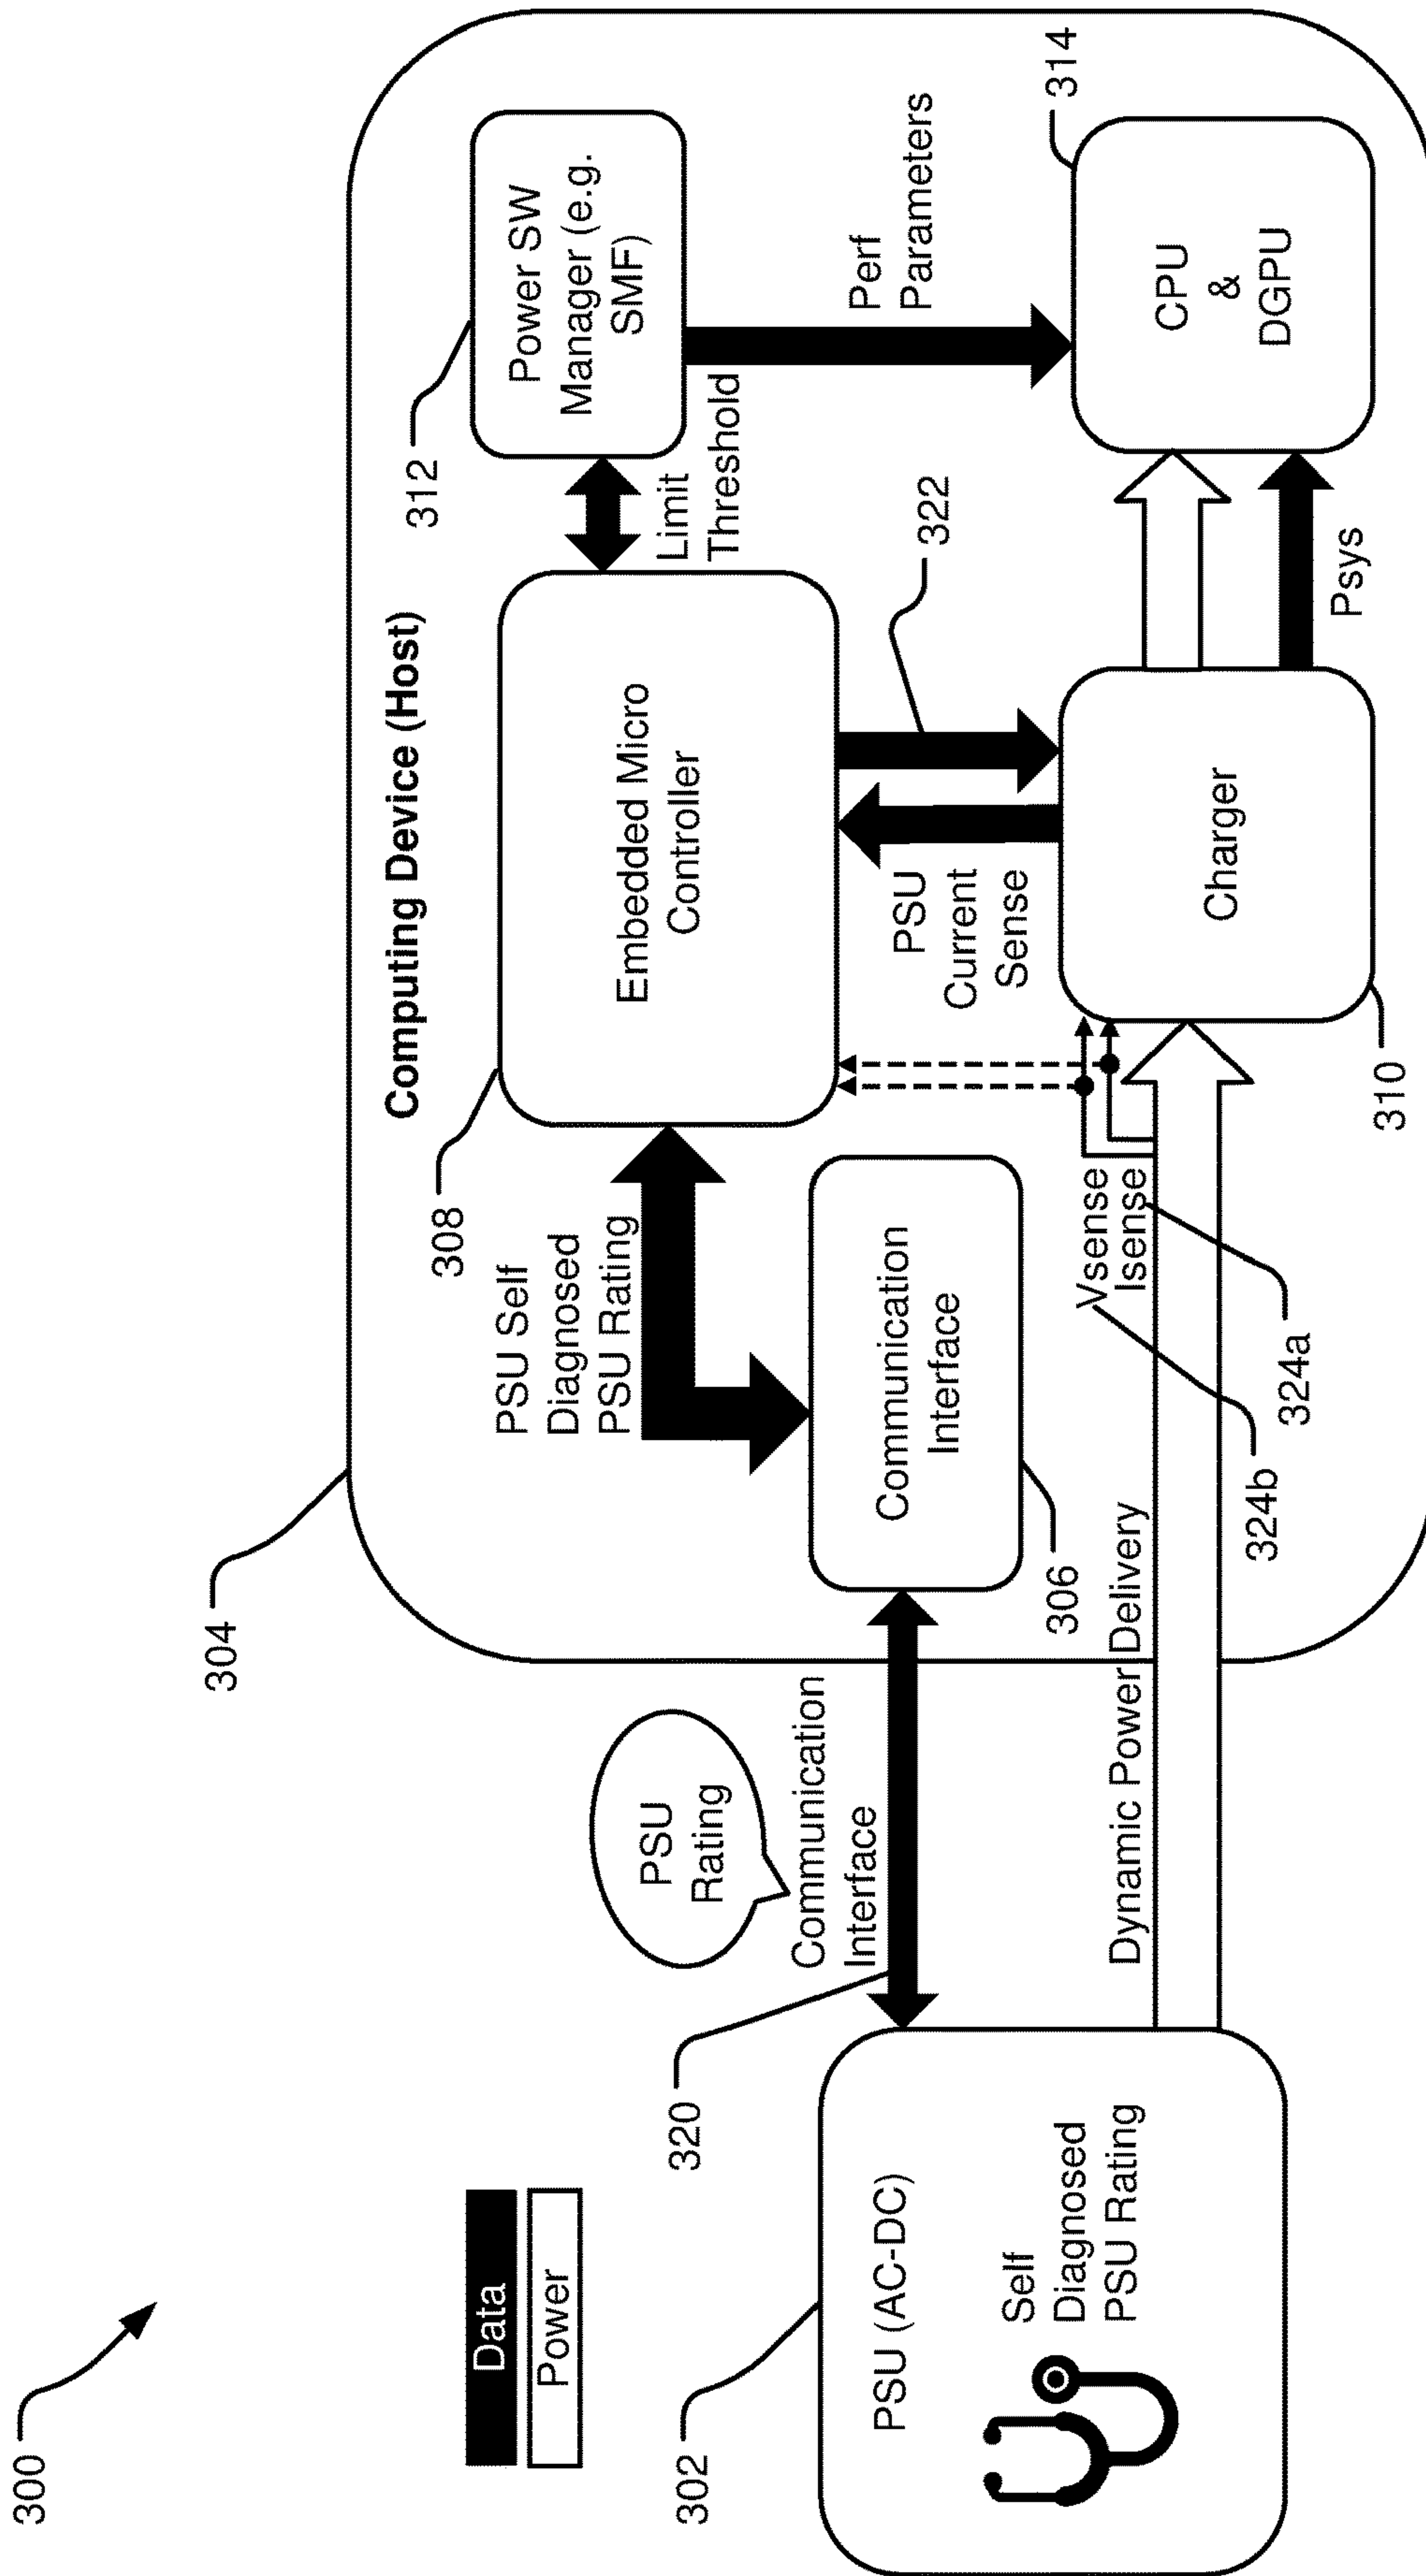 300
Data
Power
302
PSU (AC-DC)
Self
Diagnosed
PSU Rating
320
PSU
Rating
Communication
Interface
Dynamic Power Delivery
304
Computing Device (Host)
308
PSU Self
Diagnosed
PSU Rating
Communication
Interface
306
Vsense
Isense
324b
324a
Embedded Micro
Controller
PSU
Current
Sense
322
Charger
310
312
Limit
Threshold
Power SW
Manager (e.g.
SMF)
Perf
Parameters
Psys
314
CPU
&
DGPU